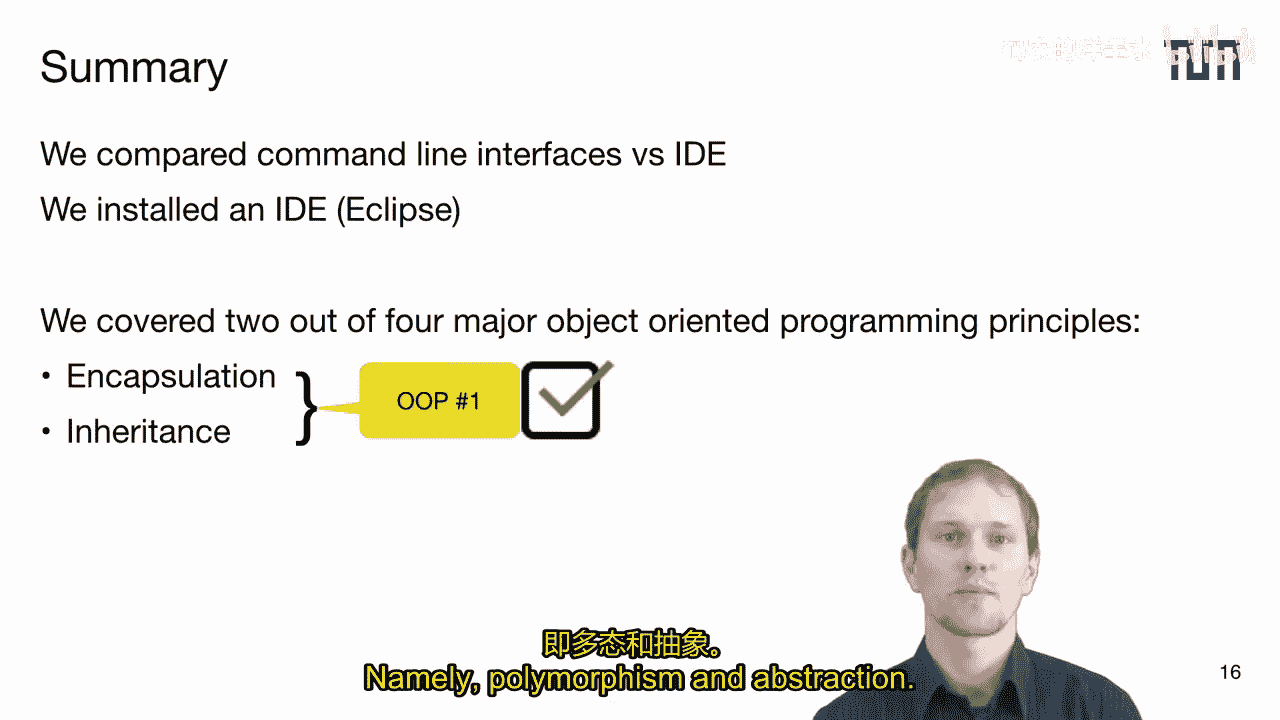 Summary
We compared command line interfaces vs IDE
We installed an IDE (Eclipse)
We covered two out of four major object oriented programming principles:
• Encapsulation
• Inheritance
OOP #1
即多态和抽象。
Namely, polymorphism and abstraction.
16